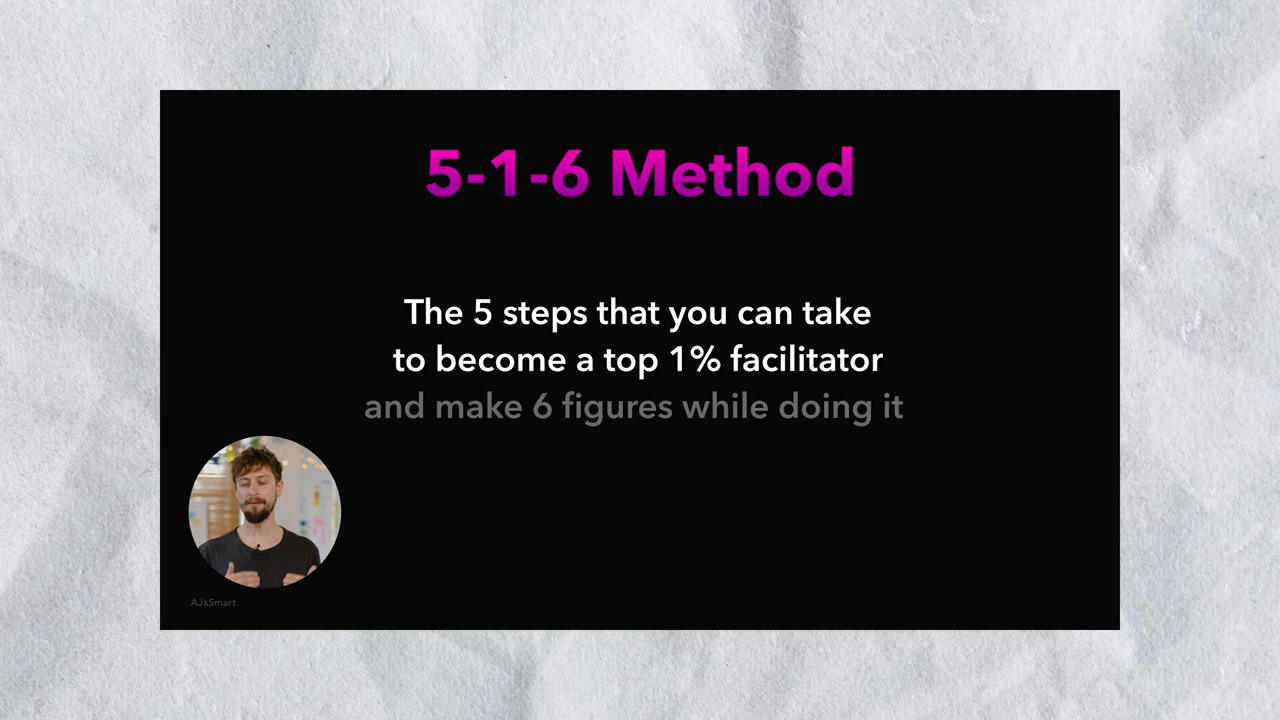 5-1-6 Method
The 5 steps that you can take
to become a top 1% facilitator
and make 6 figures while doing it
AJ&Smart